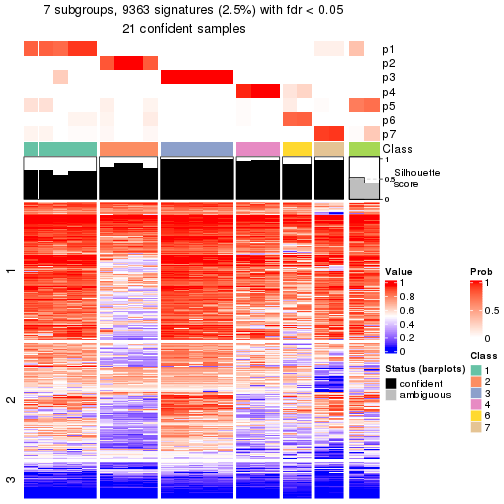 7 subgroups, 9363 signatures (2.5%) with fdr < 0.05
21 confident samples
p1
p2
p3
p4
p5
p6
p7
Class
1
0.5
0
Silhouette
score
1
2
3
Value
1
0.8
0.6
0.4
0.2
0
Prob
1
0.5
0
Status (barplots)
confident
ambiguous
Class
1
2
3
4
6
7